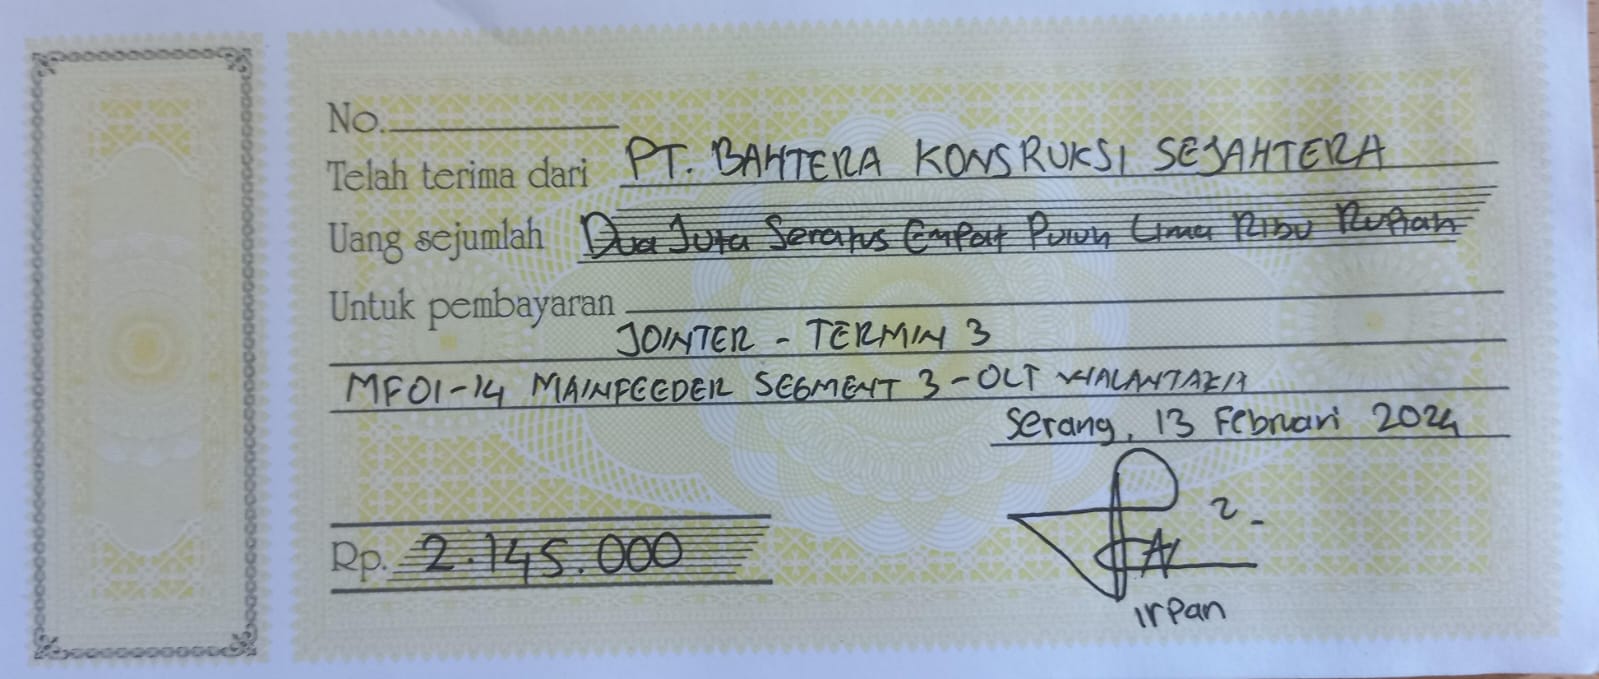 No.
Telah terima dari PT. BAHTERA KONSRUKSI SEJAHTERA
Uang sejumlah Dua Juta Seratus Empat Puluh Lima Ribu Rupiah
Untuk pembayaran
JOINTER - TERMIN 3
MF01-14 MAINFEEDER SEGMENT 3-OLT WALANTAKA
Serang, 13 Februari 2024
Rp. 2.145.000
irpan